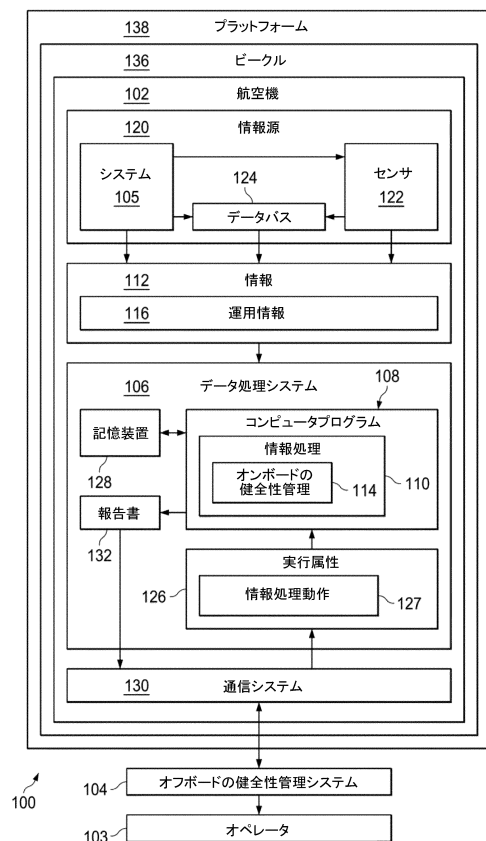 138 プラットフォーム
136 ビークル
102 航空機
120 情報源
システム
105
124
データバス
センサ
122
112 情報
116 運用情報
106 データ処理システム
108
コンピュータプログラム
情報処理
オンボードの
健全性管理
114
110
記憶装置
128
報告書
132
実行属性
126
情報処理動作
127
130 通信システム
100
104 オフボードの健全性管理システム
103 オペレータ